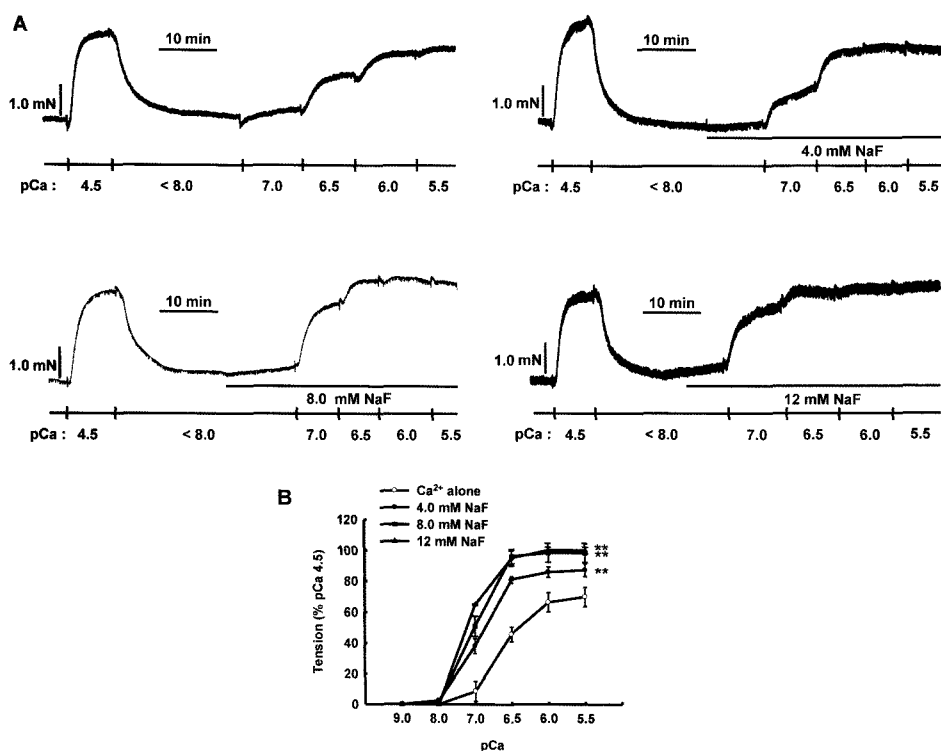 A
10 min
1.0 mN
pCa : 4.5 < 8.0 7.0 6.5 6.0 5.5
10 min
1.0 mN
4.0 mM NaF
pCa : 4.5 < 8.0 7.0 6.5 6.0 5.5
10 min
1.0 mN
8.0 mM NaF
pCa : 4.5 < 8.0 7.0 6.5 6.0 5.5
10 min
1.0 mN
12 mM NaF
pCa : 4.5 < 8.0 7.0 6.5 6.0 5.5
B
Ca²⁺ alone
4.0 mM NaF
8.0 mM NaF
12 mM NaF
Tension (% pCa 4.5)
120
100
80
60
40
20
0
**
**
**
9.0 8.0 7.0 6.5 6.0 5.5
pCa